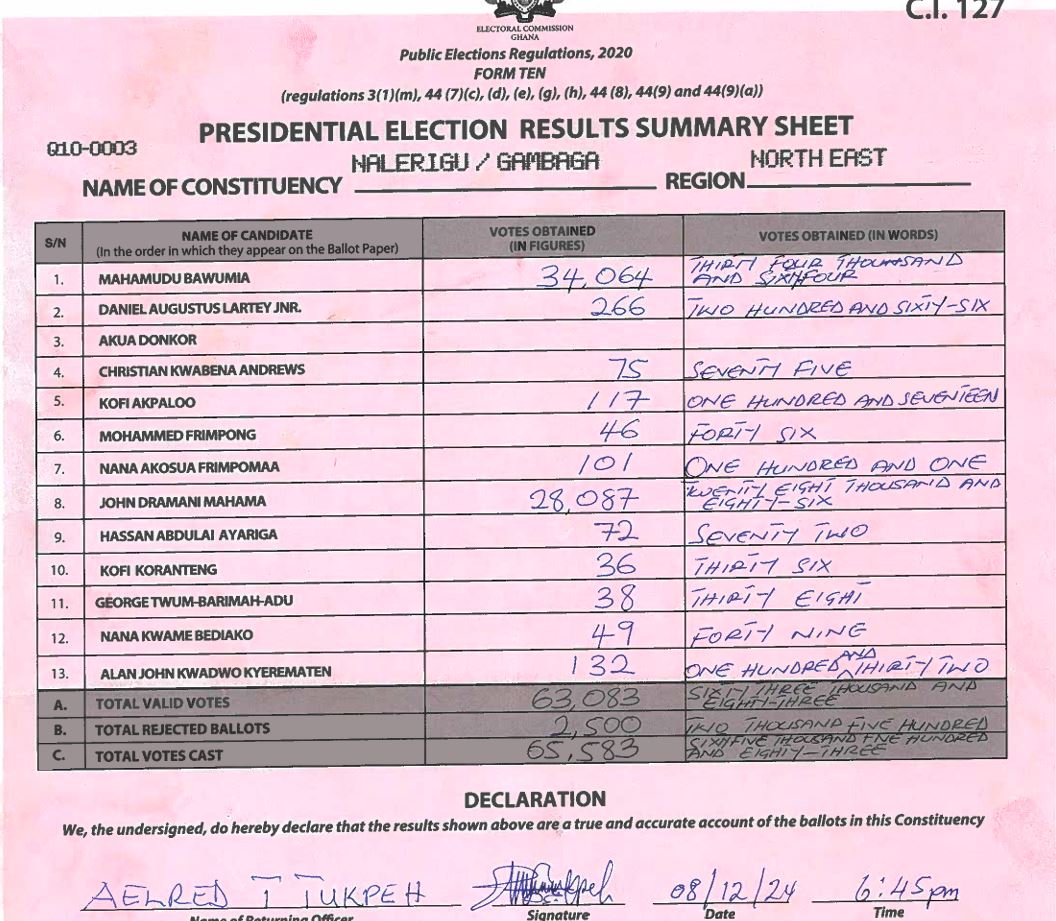 C.I. 127
ELECTORAL COMMISSION
GHANA
Public Elections Regulations, 2020
FORM TEN
(regulations 3(1)(m), 44 (7)(c), (d), (e), (g), (h), 44 (8), 44(9) and 44(9)(a))
PRESIDENTIAL ELECTION RESULTS SUMMARY SHEET
Q10-0003
NALERIGU / GAMBAGA NORTH EAST
NAME OF CONSTITUENCY REGION
S/N NAME OF CANDIDATE (In the order in which they appear on the Ballot Paper) VOTES OBTAINED (IN FIGURES) VOTES OBTAINED (IN WORDS)
1. MAHAMUDU BAWUMIA 34,064 THIRTY FOUR THOUSAND AND SIXTYFOUR
2. DANIEL AUGUSTUS LARTEY JNR. 266 TWO HUNDRED AND SIXTY-SIX
3. AKUA DONKOR
4. CHRISTIAN KWABENA ANDREWS 75 SEVENTY FIVE
5. KOFI AKPALOO 117 ONE HUNDRED AND SEVENTEEN
6. MOHAMMED FRIMPONG 46 FORTY SIX
7. NANA AKOSUA FRIMPOMAA 101 ONE HUNDRED AND ONE
8. JOHN DRAMANI MAHAMA 28,087 TWENTY EIGHT THOUSAND AND EIGHTY-SIX
9. HASSAN ABDULAI AYARIGA 72 SEVENTY TWO
10. KOFI KORANTENG 36 THIRTY SIX
11. GEORGE TWUM-BARIMAH-ADU 38 THIRTY EIGHT
12. NANA KWAME BEDIAKO 49 FORTY NINE
13. ALAN JOHN KWADWO KYEREMATEN 132 ONE HUNDRED AND THIRTY TWO
A. TOTAL VALID VOTES 63,083 SIXTY THREE THOUSAND AND EIGHTY-THREE
B. TOTAL REJECTED BALLOTS 2,500 TWO THOUSAND FIVE HUNDRED
C. TOTAL VOTES CAST 65,583 SIXTYFIVE THOUSAND FIVE HUNDRED AND EIGHTY-THREE
DECLARATION
We, the undersigned, do hereby declare that the results shown above are a true and accurate account of the ballots in this Constituency
AELRED T TUKPEH 08/12/24 6:45pm
Name of Returning Officer Signature Date Time